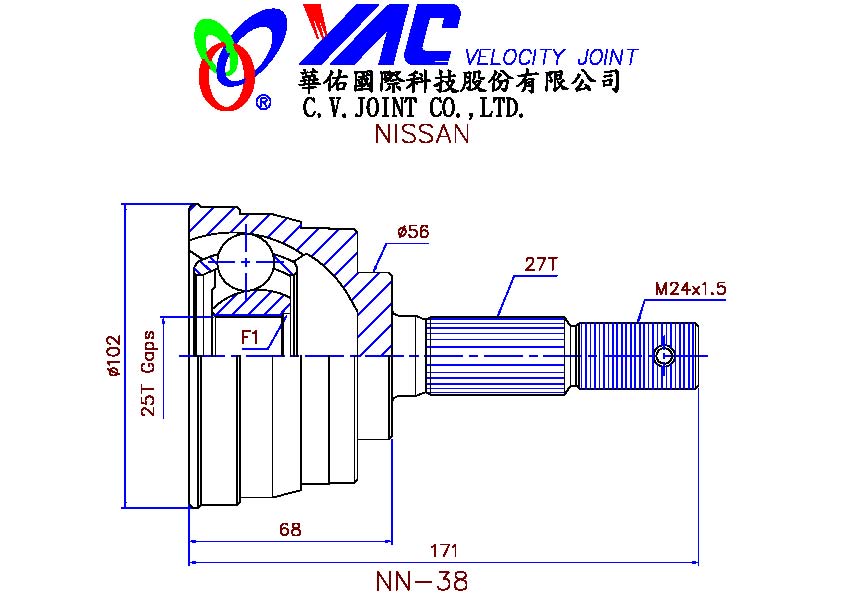 YAC VELOCITY JOINT
®
華佑國際科技股份有限公司
C.V.JOINT CO.,LTD.
NISSAN
ø56
27T
M24x1.5
F1
ø102
25T Gaps
68
171
NN-38